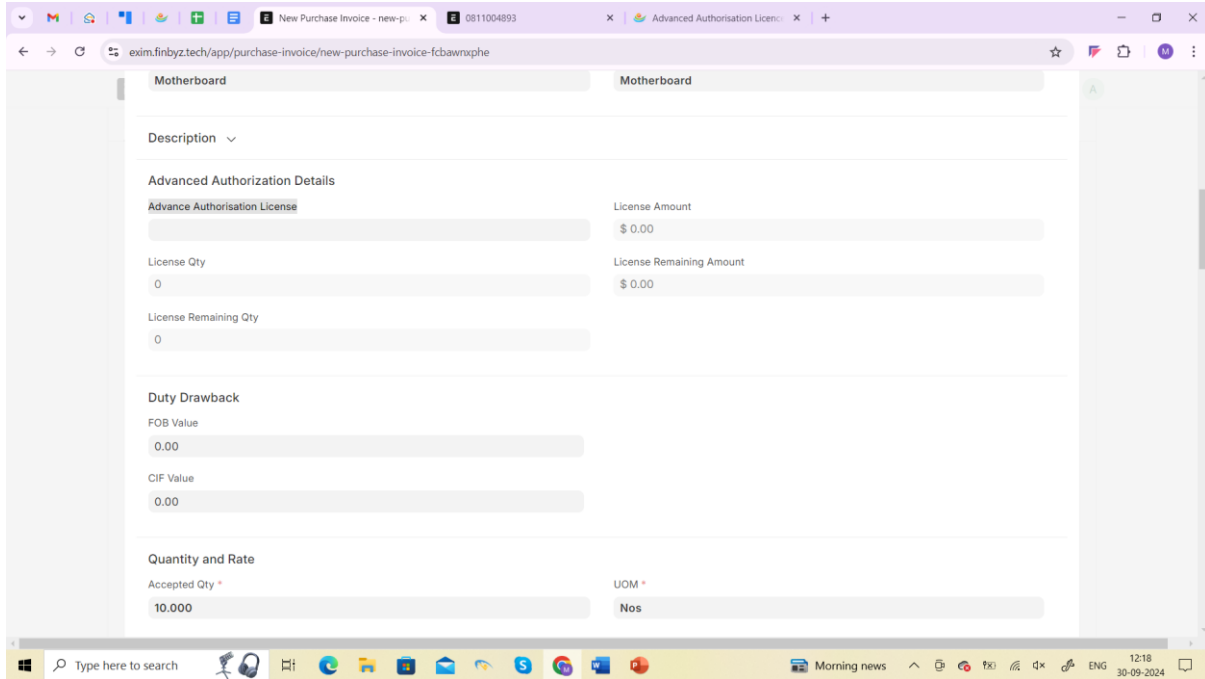 New Purchase Invoice - new-pu
0811004893
Advanced Authorisation Licenc
exim.finbyz.tech/app/purchase-invoice/new-purchase-invoice-fcbawnxphe
M
Motherboard
Motherboard
A
Description
Advanced Authorization Details
Advance Authorisation License
License Amount
$ 0.00
License Qty
License Remaining Amount
0
$ 0.00
License Remaining Qty
0
Duty Drawback
FOB Value
0.00
CIF Value
0.00
Quantity and Rate
Accepted Qty *
UOM *
10.000
Nos
Type here to search
Morning news
ENG
12:18
30-09-2024